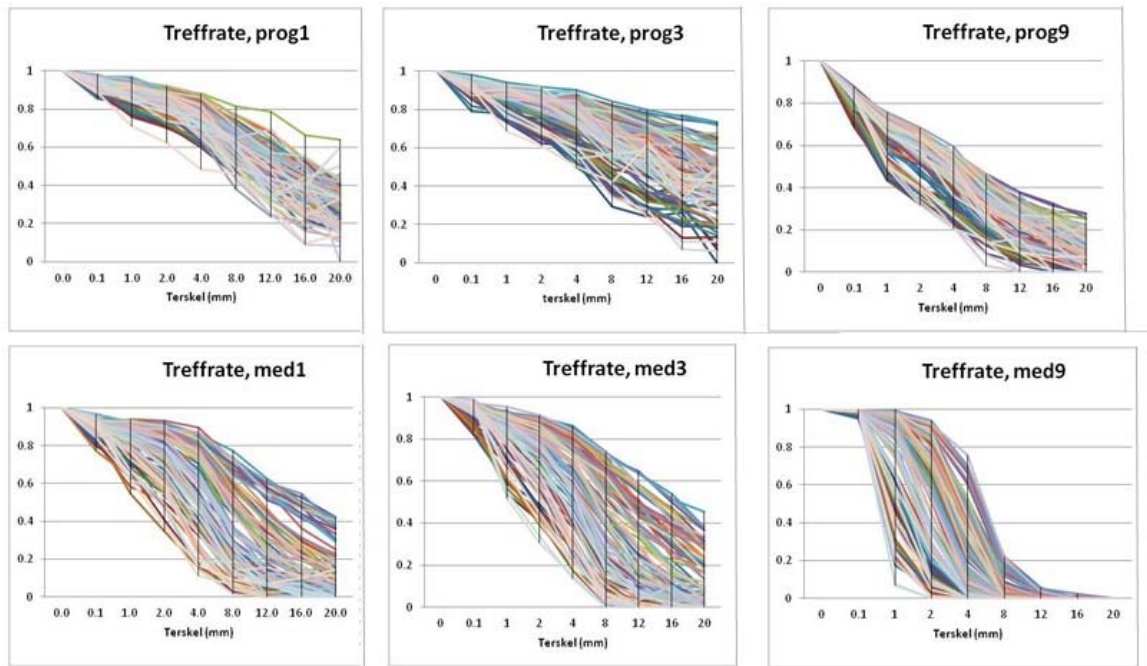 Treffrate, prog1
1
0.8
0.6
0.4
0.2
0
0.0 0.1 1.0 2.0 4.0 8.0 12.0 16.0 20.0
Terskel (mm)
Treffrate, prog3
1
0.8
0.6
0.4
0.2
0
0 0.1 1 2 4 8 12 16 20
terskel (mm)
Treffrate, prog9
1
0.8
0.6
0.4
0.2
0
0 0.1 1 2 4 8 12 16 20
Terskel (mm)
Treffrate, med1
1
0.8
0.6
0.4
0.2
0
0.0 0.1 1.0 2.0 4.0 8.0 12.0 16.0 20.0
Terskel (mm)
Treffrate, med3
1
0.8
0.6
0.4
0.2
0
0 0.1 1 2 4 8 12 16 20
Terskel (mm)
Treffrate, med9
1
0.8
0.6
0.4
0.2
0
0 0.1 1 2 4 8 12 16 20
Terskel (mm)